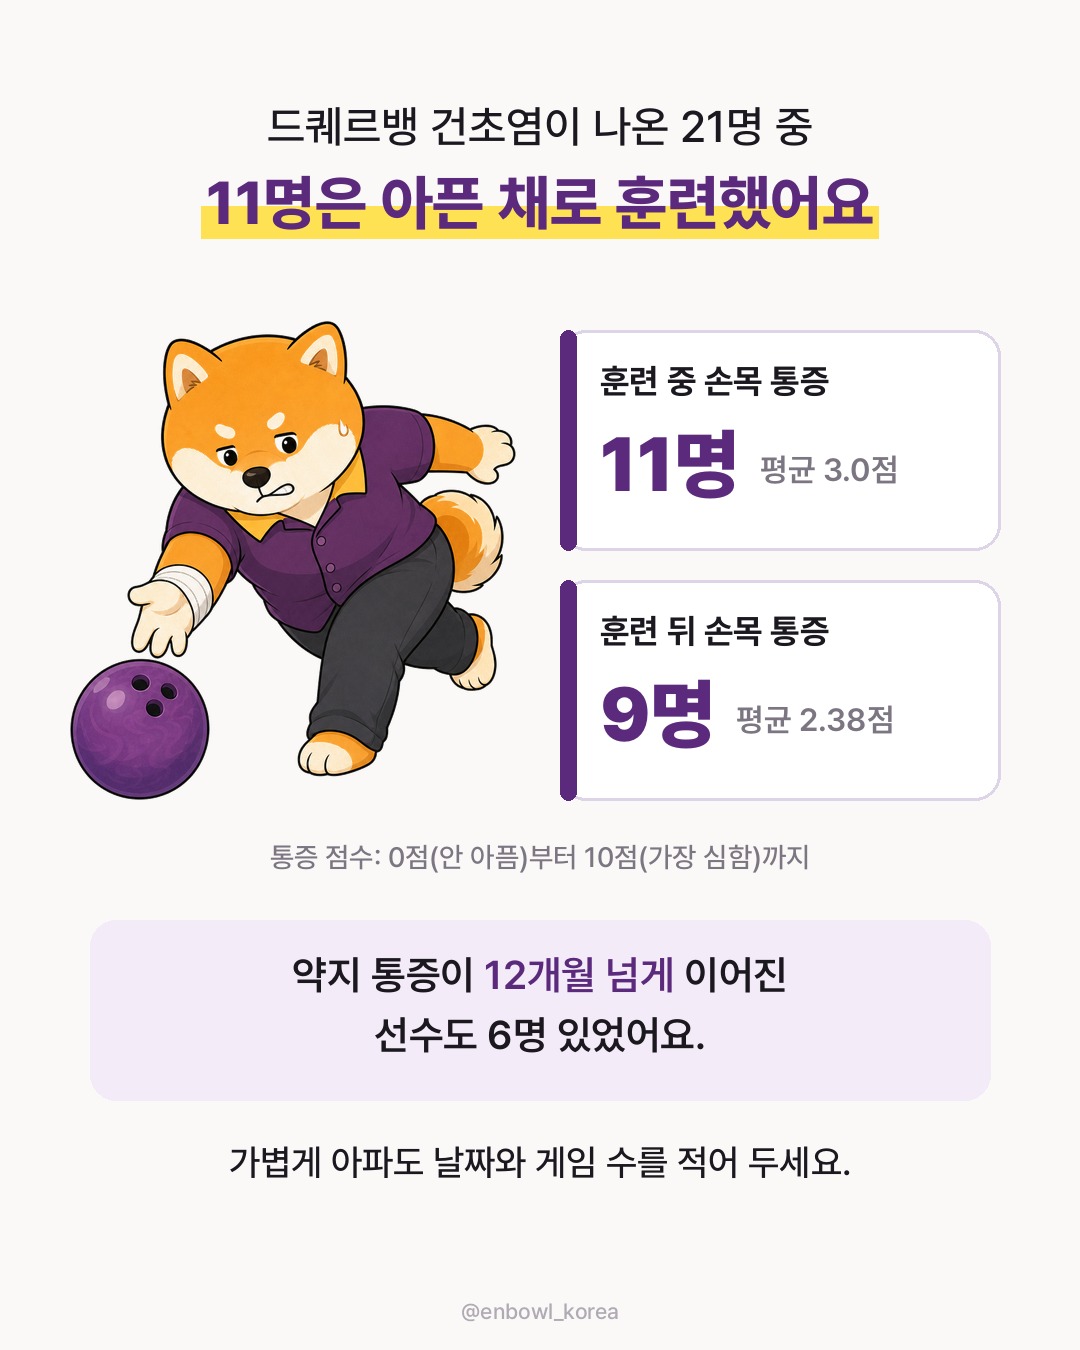 드퀘르뱅 건초염이 나온 21명 중
11명은 아픈 채로 훈련했어요
훈련 중 손목 통증
11명 평균 3.0점
훈련 뒤 손목 통증
9명 평균 2.38점
통증 점수: 0점(안 아픔)부터 10점(가장 심함)까지
약지 통증이 12개월 넘게 이어진
선수도 6명 있었어요.
가볍게 아파도 날짜와 게임 수를 적어 두세요.
@enbowl_korea